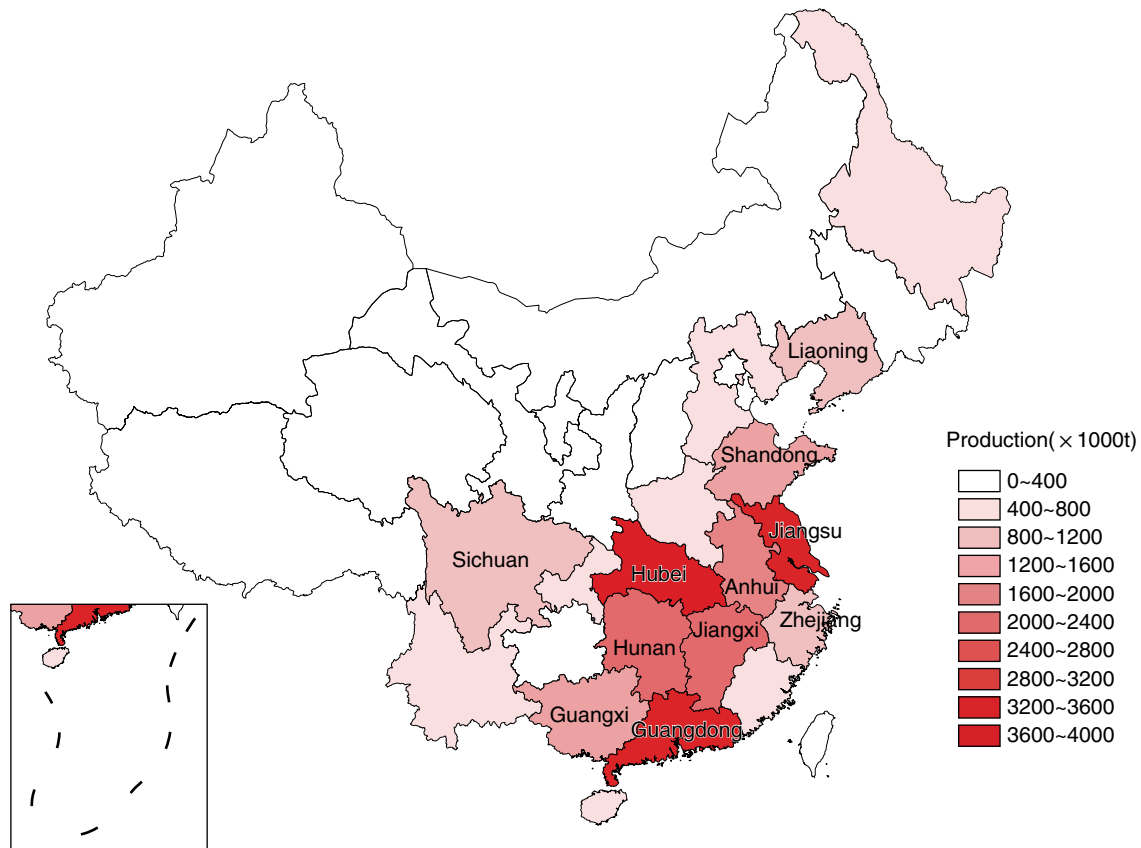 Liaoning
Shandong
Jiangsu
Sichuan
Hubei
Anhui
Zhejiang
Hunan
Jiangxi
Guangxi
Guangdong
Production( × 1000t)
0~400
400~800
800~1200
1200~1600
1600~2000
2000~2400
2400~2800
2800~3200
3200~3600
3600~4000